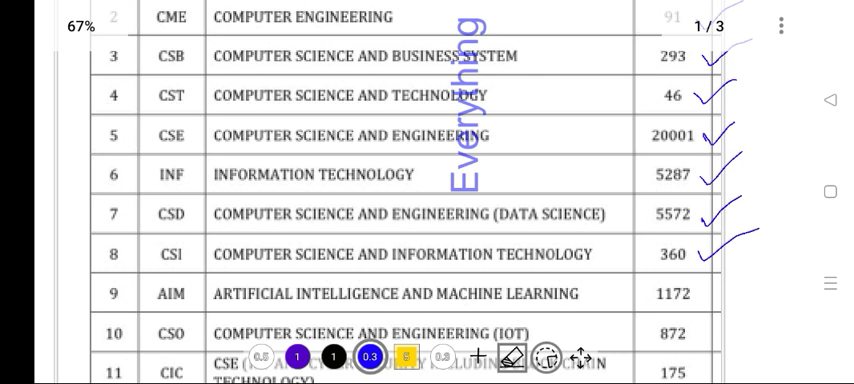 2 CME COMPUTER ENGINEERING 91
67% 1 / 3
3 CSB COMPUTER SCIENCE AND BUSINESS SYSTEM 293
4 CST COMPUTER SCIENCE AND TECHNOLOGY 46
5 CSE COMPUTER SCIENCE AND ENGINEERING 20001
6 INF INFORMATION TECHNOLOGY 5287
7 CSD COMPUTER SCIENCE AND ENGINEERING (DATA SCIENCE) 5572
8 CSI COMPUTER SCIENCE AND INFORMATION TECHNOLOGY 360
9 AIM ARTIFICIAL INTELLIGENCE AND MACHINE LEARNING 1172
10 CSO COMPUTER SCIENCE AND ENGINEERING (IOT) 872
0.5 1 1 0.3 5 0.3
11 CIC CSE 175
TECHNOLOGY)
Everything